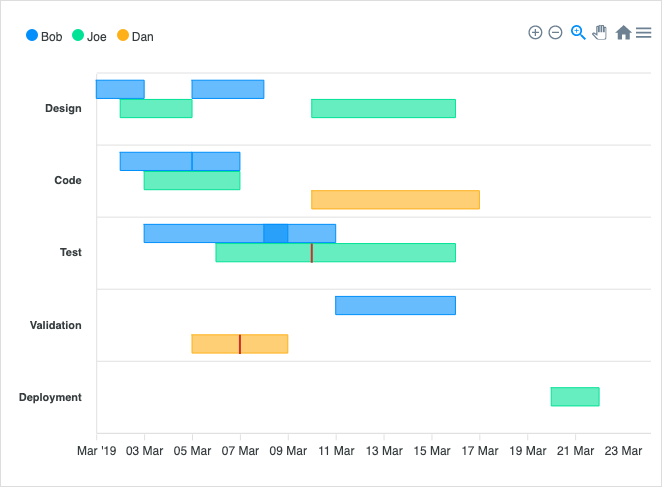 Bob Joe Dan
Design
Code
Test
Validation
Deployment
Mar '19 03 Mar 05 Mar 07 Mar 09 Mar 11 Mar 13 Mar 15 Mar 17 Mar 19 Mar 21 Mar 23 Mar